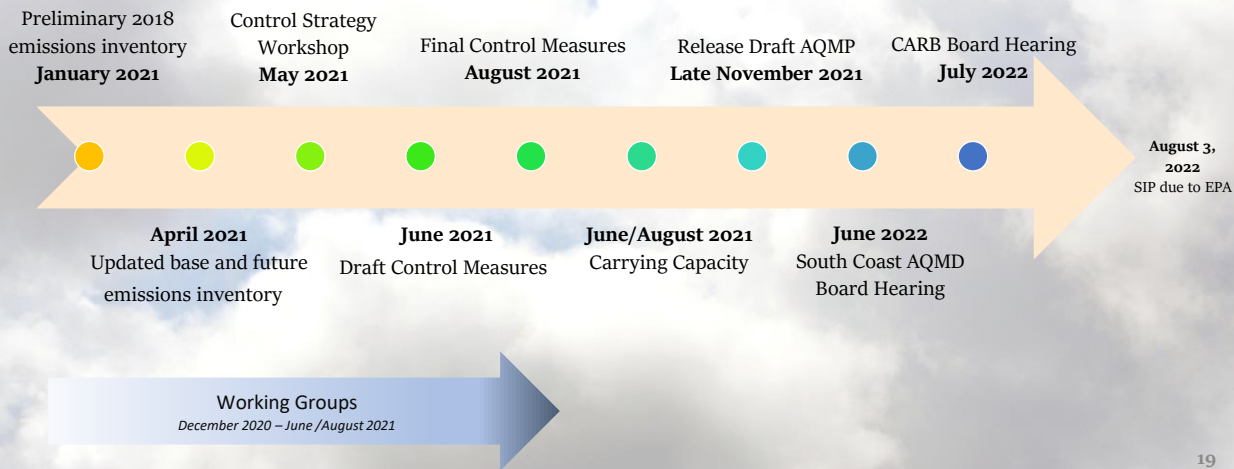 Preliminary 2018
emissions inventory
January 2021
Control Strategy
Workshop
May 2021
Final Control Measures
August 2021
Release Draft AQMP
Late November 2021
CARB Board Hearing
July 2022
August 3,
2022
SIP due to EPA
April 2021
Updated base and future
emissions inventory
June 2021
Draft Control Measures
June/August 2021
Carrying Capacity
June 2022
South Coast AQMD
Board Hearing
Working Groups
December 2020 – June /August 2021
19